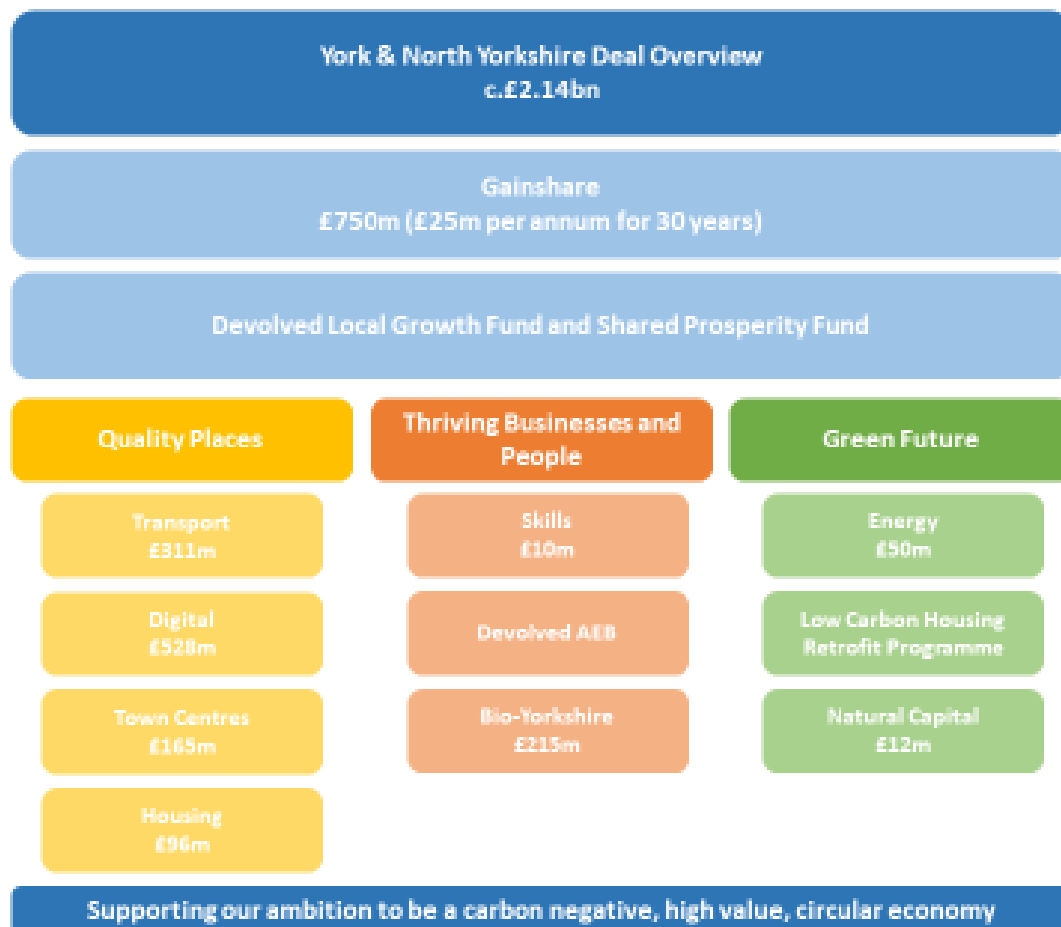 York & North Yorkshire Deal Overview
c.£2.14bn
Gainshare
£750m (£25m per annum for 30 years)
Devolved Local Growth Fund and Shared Prosperity Fund
Quality Places
Transport
£311m
Digital
£528m
Town Centres
£165m
Housing
£96m
Thriving Businesses and
People
Skills
£10m
Devolved AEB
Bio-Yorkshire
£215m
Green Future
Energy
£50m
Low Carbon Housing
Retrofit Programme
Natural Capital
£12m
Supporting our ambition to be a carbon negative, high value, circular economy